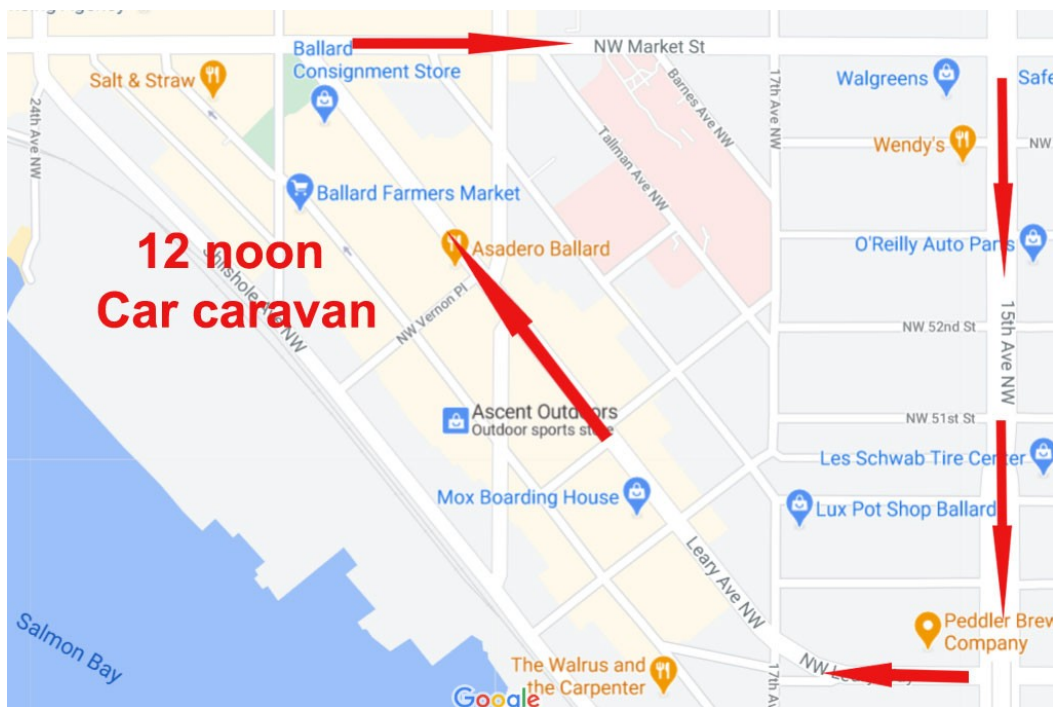 Ballard
Consignment Store
NW Market St
Salt & Straw
Walgreens
Safe
24th Ave NW
Barnes Ave NW
17th Ave NW
Wendy's
NW
Tallman Ave NW
Ballard Farmers Market
12 noon
Car caravan
Asadero Ballard
O'Reilly Auto Parts
NW Vernon Pl
NW 52nd St
15th Ave NW
Ascent Outdoors
Outdoor sports store
NW 51st St
Les Schwab Tire Center
Mox Boarding House
Lux Pot Shop Ballard
Leary Ave NW
Salmon Bay
Peddler Brew
Company
The Walrus and
the Carpenter
NW
17th A
Google